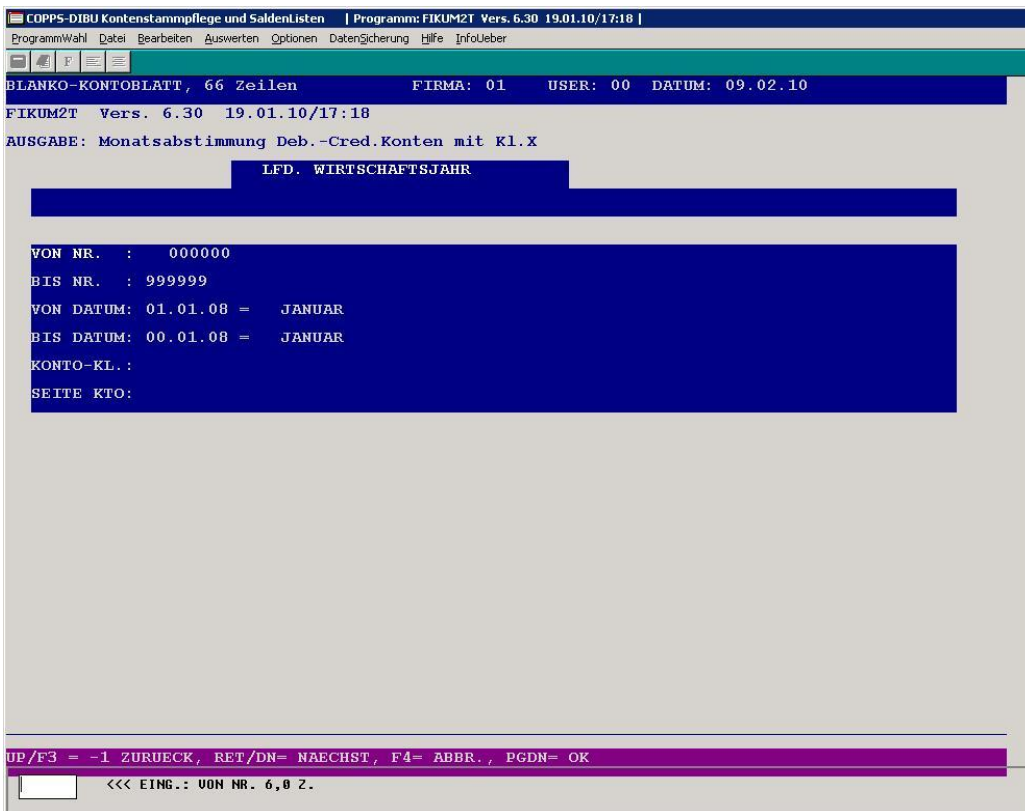 COPPS-DIBU Kontenstammpflege und SaldenListen | Programm: FIKUM2T Vers. 6.30 19.01.10/17:18 |
ProgrammWahl Datei Bearbeiten Auswerten Optionen DatenSicherung Hilfe InfoUeber
F
BLANKO-KONTOBLATT, 66 Zeilen FIRMA: 01 USER: 00 DATUM: 09.02.10
FIKUM2T Vers. 6.30 19.01.10/17:18
AUSGABE: Monatsabstimmung Deb.-Cred.Konten mit Kl.X
LFD. WIRTSCHAFTSJAHR
VON NR. : 000000
BIS NR. : 999999
VON DATUM: 01.01.08 = JANUAR
BIS DATUM: 00.01.08 = JANUAR
KONTO-KL.:
SEITE KTO:
UP/F3 = -1 ZURUECK, RET/DN= NAECHST, F4= ABBR., PGDN= OK
<<< EING.: VON NR. 6,0 Z.